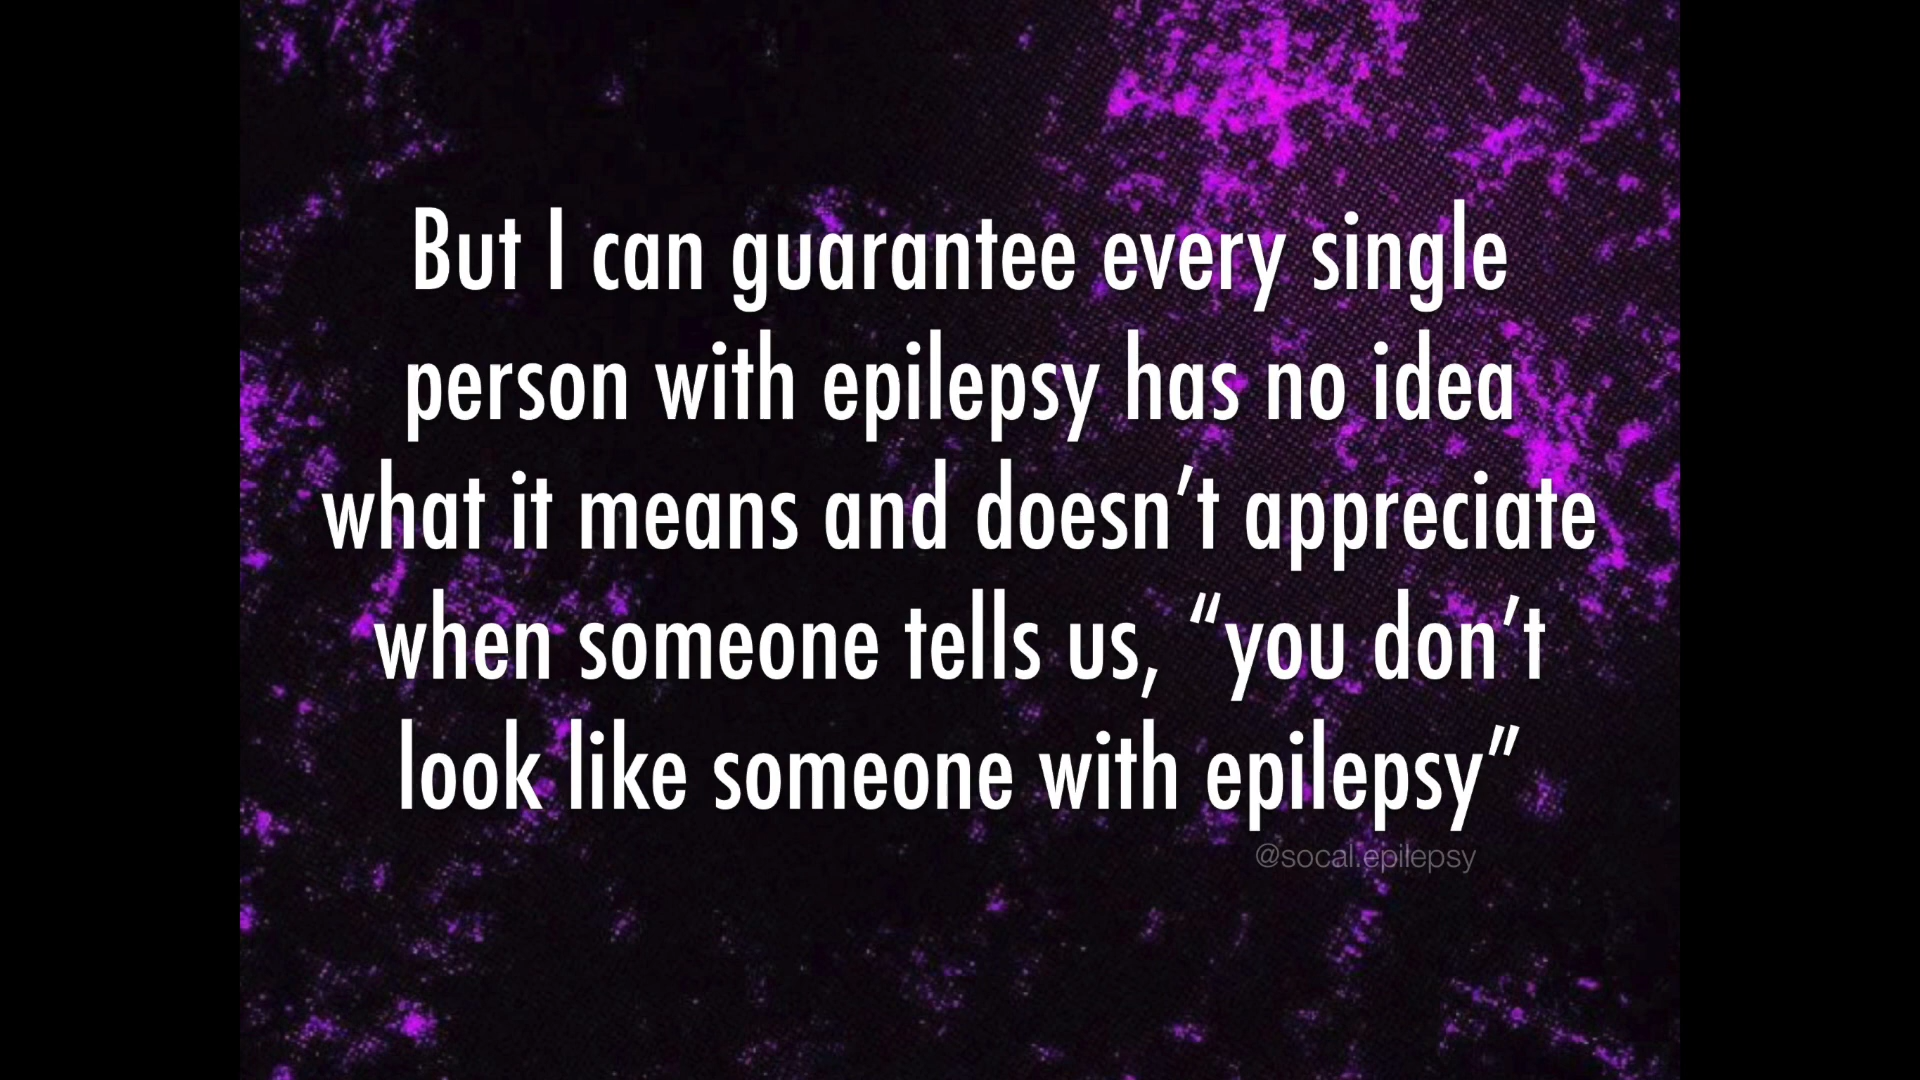 But I can guarantee every single
person with epilepsy has no idea
what it means and doesn’t appreciate
when someone tells us, “you don’t
look like someone with epilepsy”
@socal.epilepsy